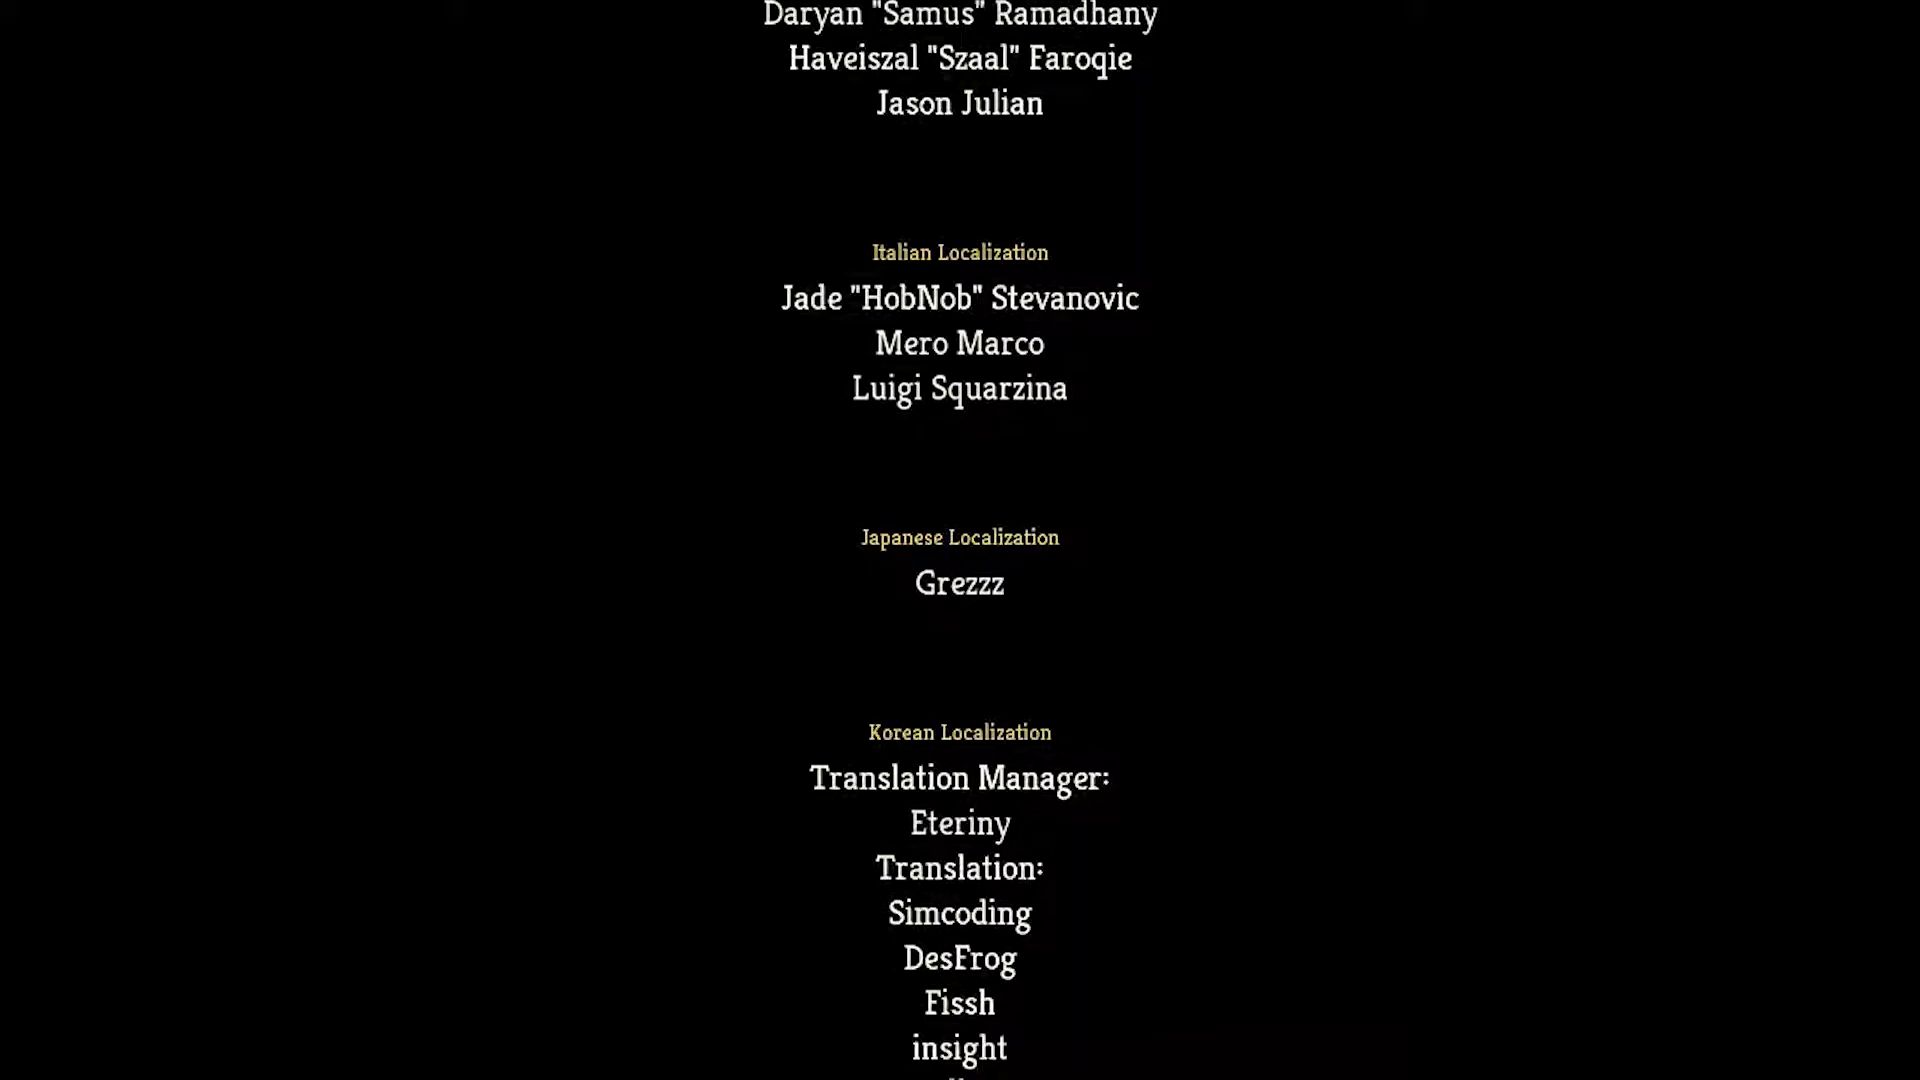 Daryan "Samus" Ramadhany
Haveiszal "Szaal" Faroqie
Jason Julian
Italian Localization
Jade "HobNob" Stevanovic
Mero Marco
Luigi Squarzina
Japanese Localization
Grezzz
Korean Localization
Translation Manager:
Eteriny
Translation:
Simcoding
DesFrog
Fissh
insight